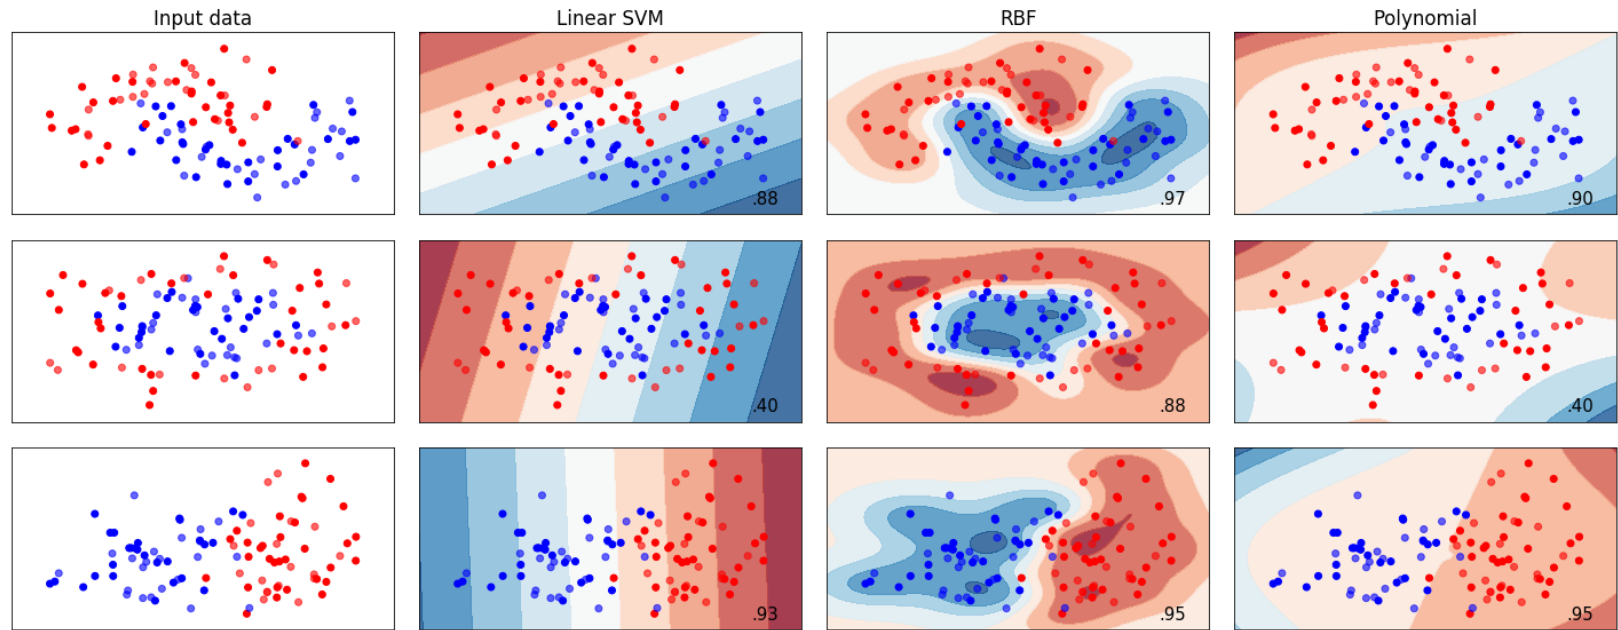 Input data
Linear SVM
RBF
Polynomial
.88
.97
.90
.40
.88
.40
.93
.95
.95